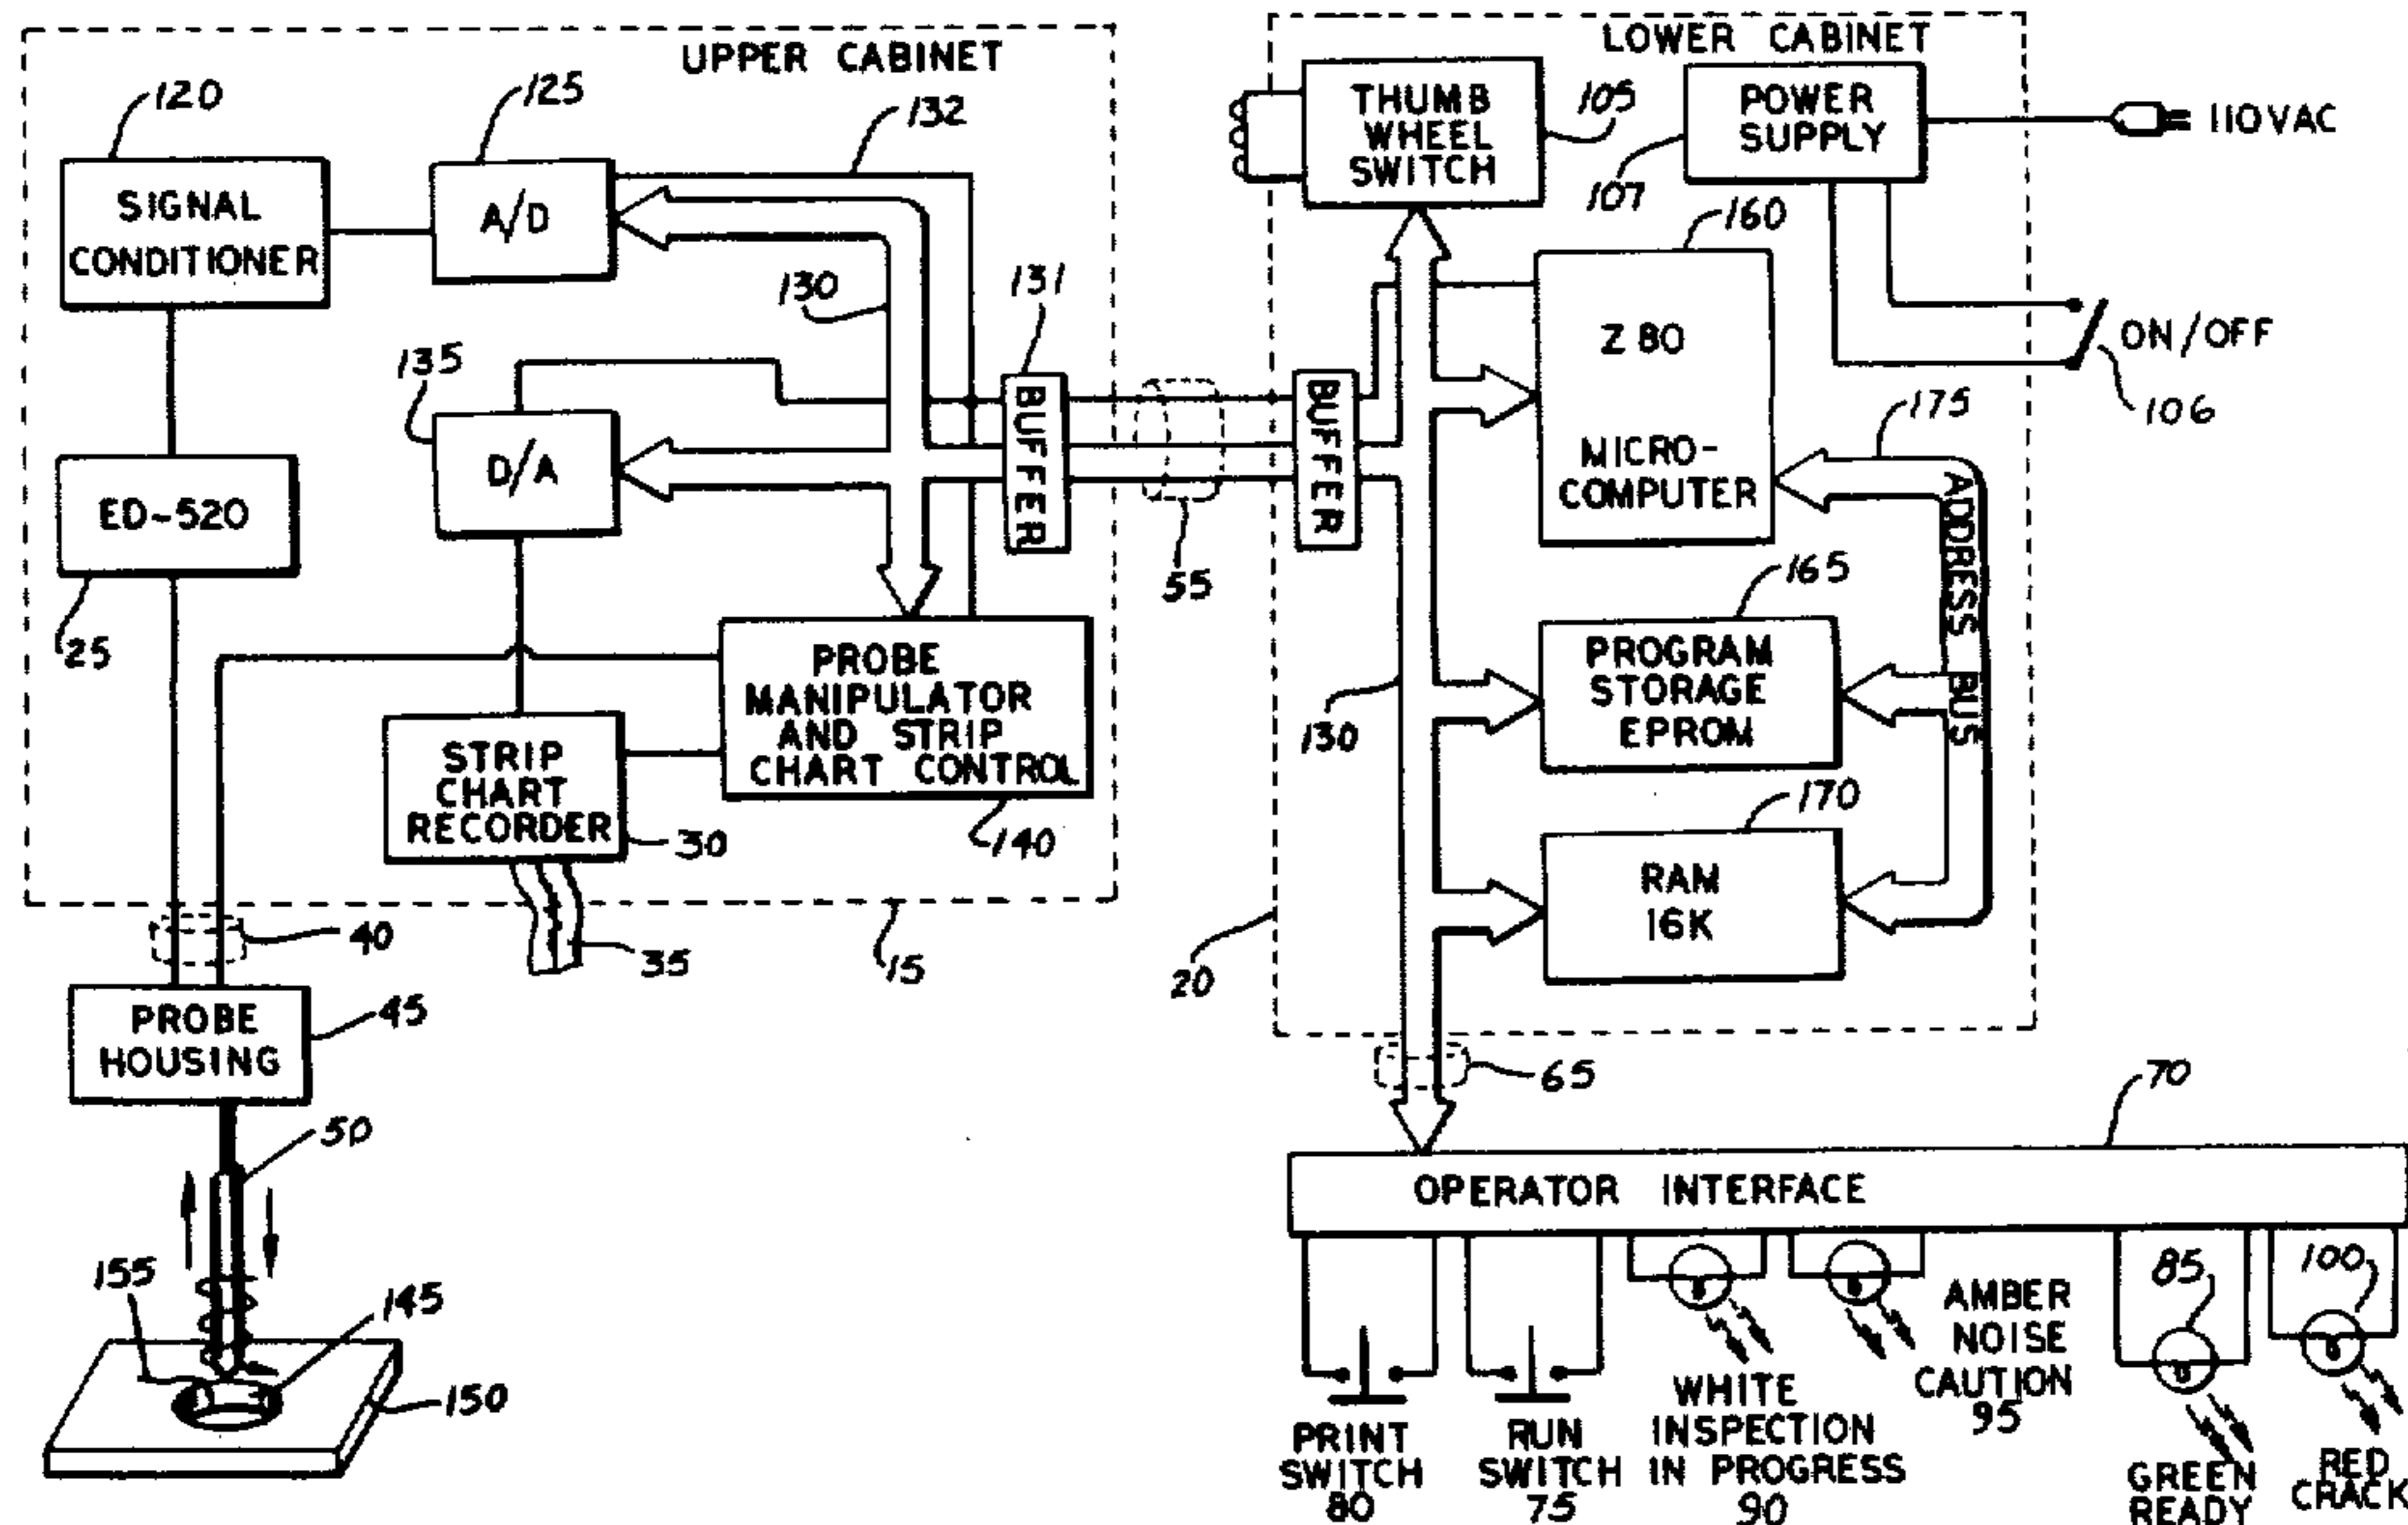 UPPER CABINET
120
125
132
SIGNAL
CONDITIONER
A/D
130
131
135
D/A
BUFFER
ED-520
25
55
PROBE
MANIPULATOR
AND STRIP
CHART CONTROL
140
STRIP
CHART
RECORDER
30
35
40
15
PROBE
HOUSING
45
50
155
145
150
LOWER CABINET
THUMB
WHEEL
SWITCH
105
POWER
SUPPLY
107
110VAC
160
Z 80
MICRO-
COMPUTER
ON/OFF
106
175
ADDRESS BUS
BUFFER
165
PROGRAM
STORAGE
EPROM
130
170
RAM
16K
20
65
70
OPERATOR INTERFACE
PRINT
SWITCH
80
RUN
SWITCH
75
WHITE
INSPECTION
IN PROGRESS
90
AMBER
NOISE
CAUTION
95
85
GREEN
READY
100
RED
CRACK